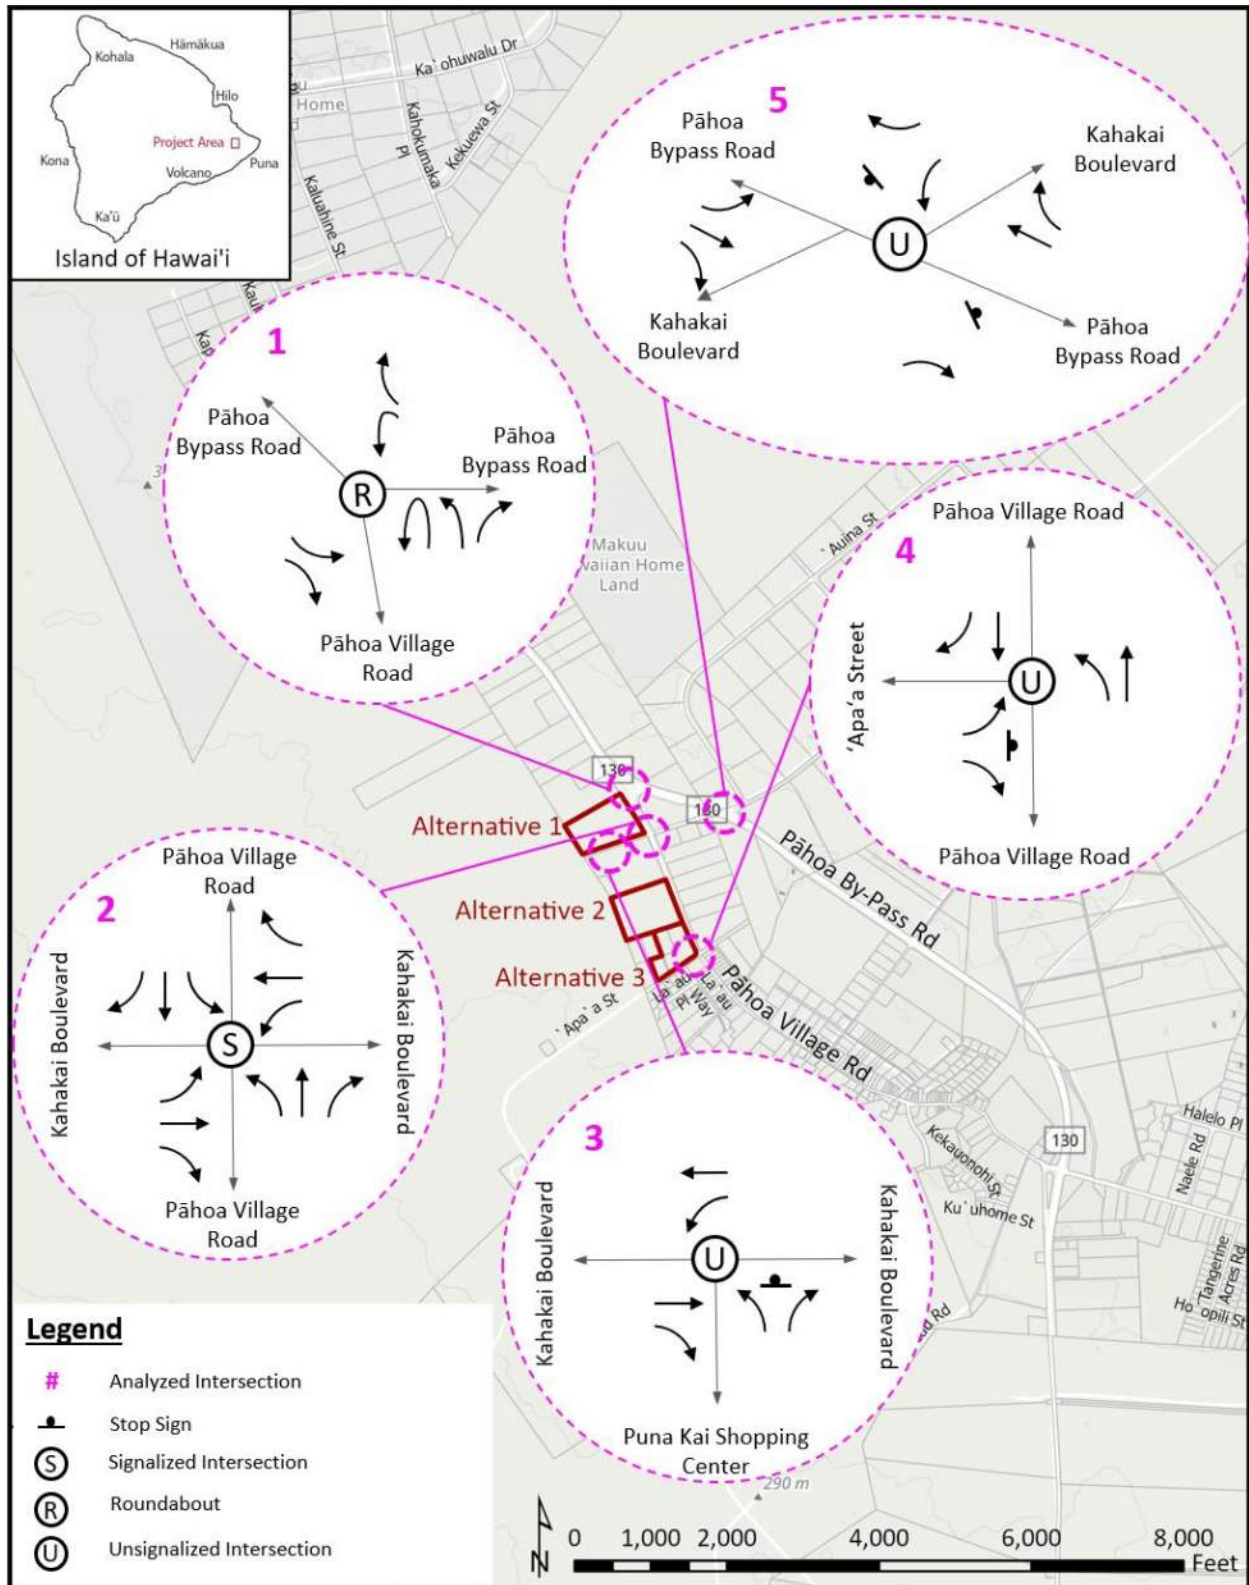 Kohala
Hāmākua
Hilo
Project Area
Kona
Puna
Volcano
Ka'ū
Island of Hawai'i
Home
Ka`ohuwalu Dr
Kahokumaka Pl
Kekuewa St
Kaluahine St
5
Pāhoa
Bypass Road
Kahakai
Boulevard
U
Kahakai
Boulevard
Pāhoa
Bypass Road
1
Pāhoa
Bypass Road
Pāhoa
Bypass Road
R
Pāhoa Village
Road
3
Makuu
Land
`Auina St
4
Pāhoa Village Road
'Apa'a Street
U
Pāhoa Village Road
130
130
Alternative 1
Alternative 2
Alternative 3
Pāhoa By-Pass Rd
La`au Pl
La`au Way
`Apa`a St
Pāhoa Village Rd
2
Pāhoa Village
Road
Kahakai Boulevard
S
Kahakai Boulevard
Pāhoa Village
Road
130
Kekauonohi St
Ku`uhome St
Halelo Pl
Naele Rd
Tangerine
Acres Rd
Ho`opili St
Rd
3
Kahakai Boulevard
U
Kahakai Boulevard
Puna Kai Shopping
Center
290 m
Legend
# Analyzed Intersection
Stop Sign
S Signalized Intersection
R Roundabout
U Unsignalized Intersection
N
0 1,000 2,000 4,000 6,000 8,000
Feet